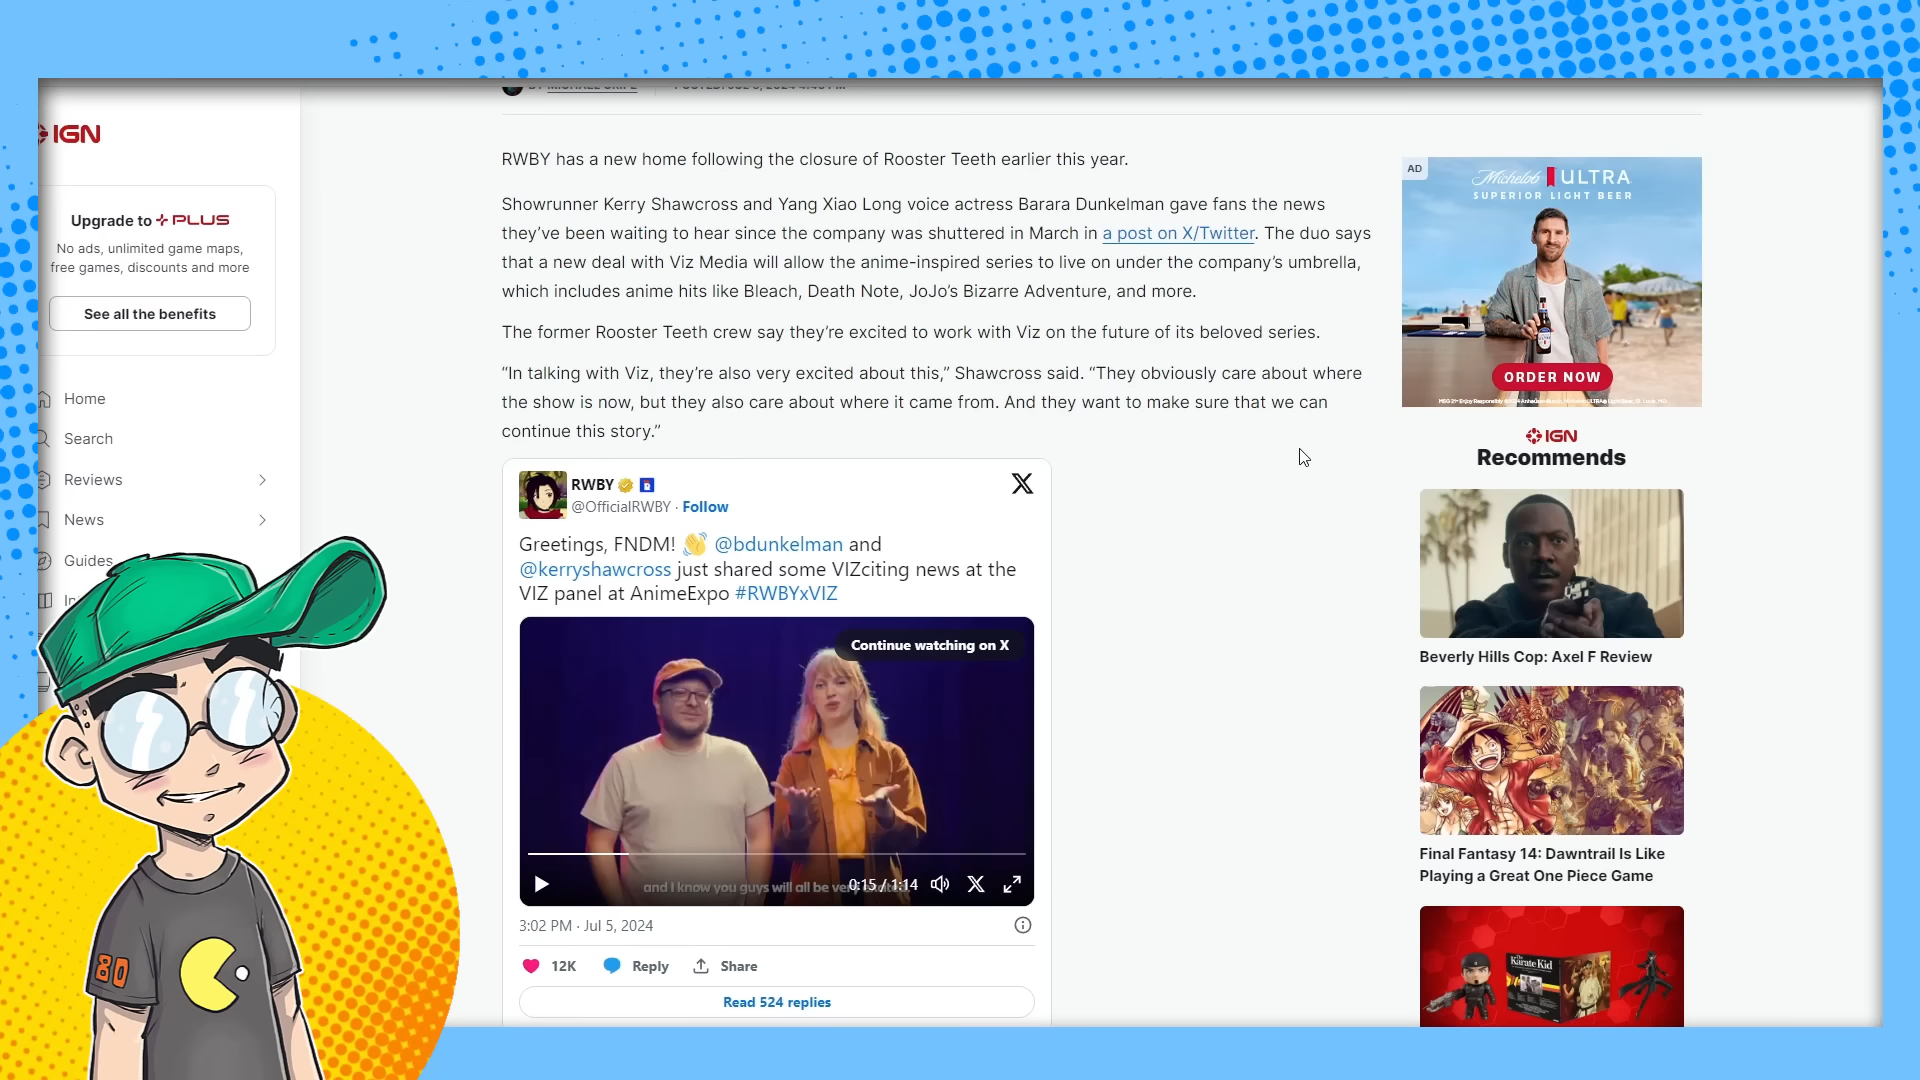 IGN
Upgrade to PLUS
No ads, unlimited game maps,
free games, discounts and more
See all the benefits
Home
Search
Reviews
News
Guides
RWBY has a new home following the closure of Rooster Teeth earlier this year.
Showrunner Kerry Shawcross and Yang Xiao Long voice actress Barara Dunkelman gave fans the news
they've been waiting to hear since the company was shuttered in March in a post on X/Twitter. The duo says
that a new deal with Viz Media will allow the anime-inspired series to live on under the company's umbrella,
which includes anime hits like Bleach, Death Note, JoJo's Bizarre Adventure, and more.
The former Rooster Teeth crew say they're excited to work with Viz on the future of its beloved series.
“In talking with Viz, they're also very excited about this,” Shawcross said. “They obviously care about where
the show is now, but they also care about where it came from. And they want to make sure that we can
continue this story.”
RWBY
@OfficialRWBY · Follow
Greetings, FNDM! 👋 @bdunkelman and
@kerryshawcross just shared some VIZciting news at the
VIZ panel at AnimeExpo #RWBYxVIZ
Continue watching on X
and I know you guys will all be very
0:15 / 1:14
3:02 PM · Jul 5, 2024
12K Reply Share
Read 524 replies
AD
Michelob ULTRA
SUPERIOR LIGHT BEER
ORDER NOW
IGN
Recommends
Beverly Hills Cop: Axel F Review
Final Fantasy 14: Dawntrail Is Like
Playing a Great One Piece Game
The
Karate Kid
80